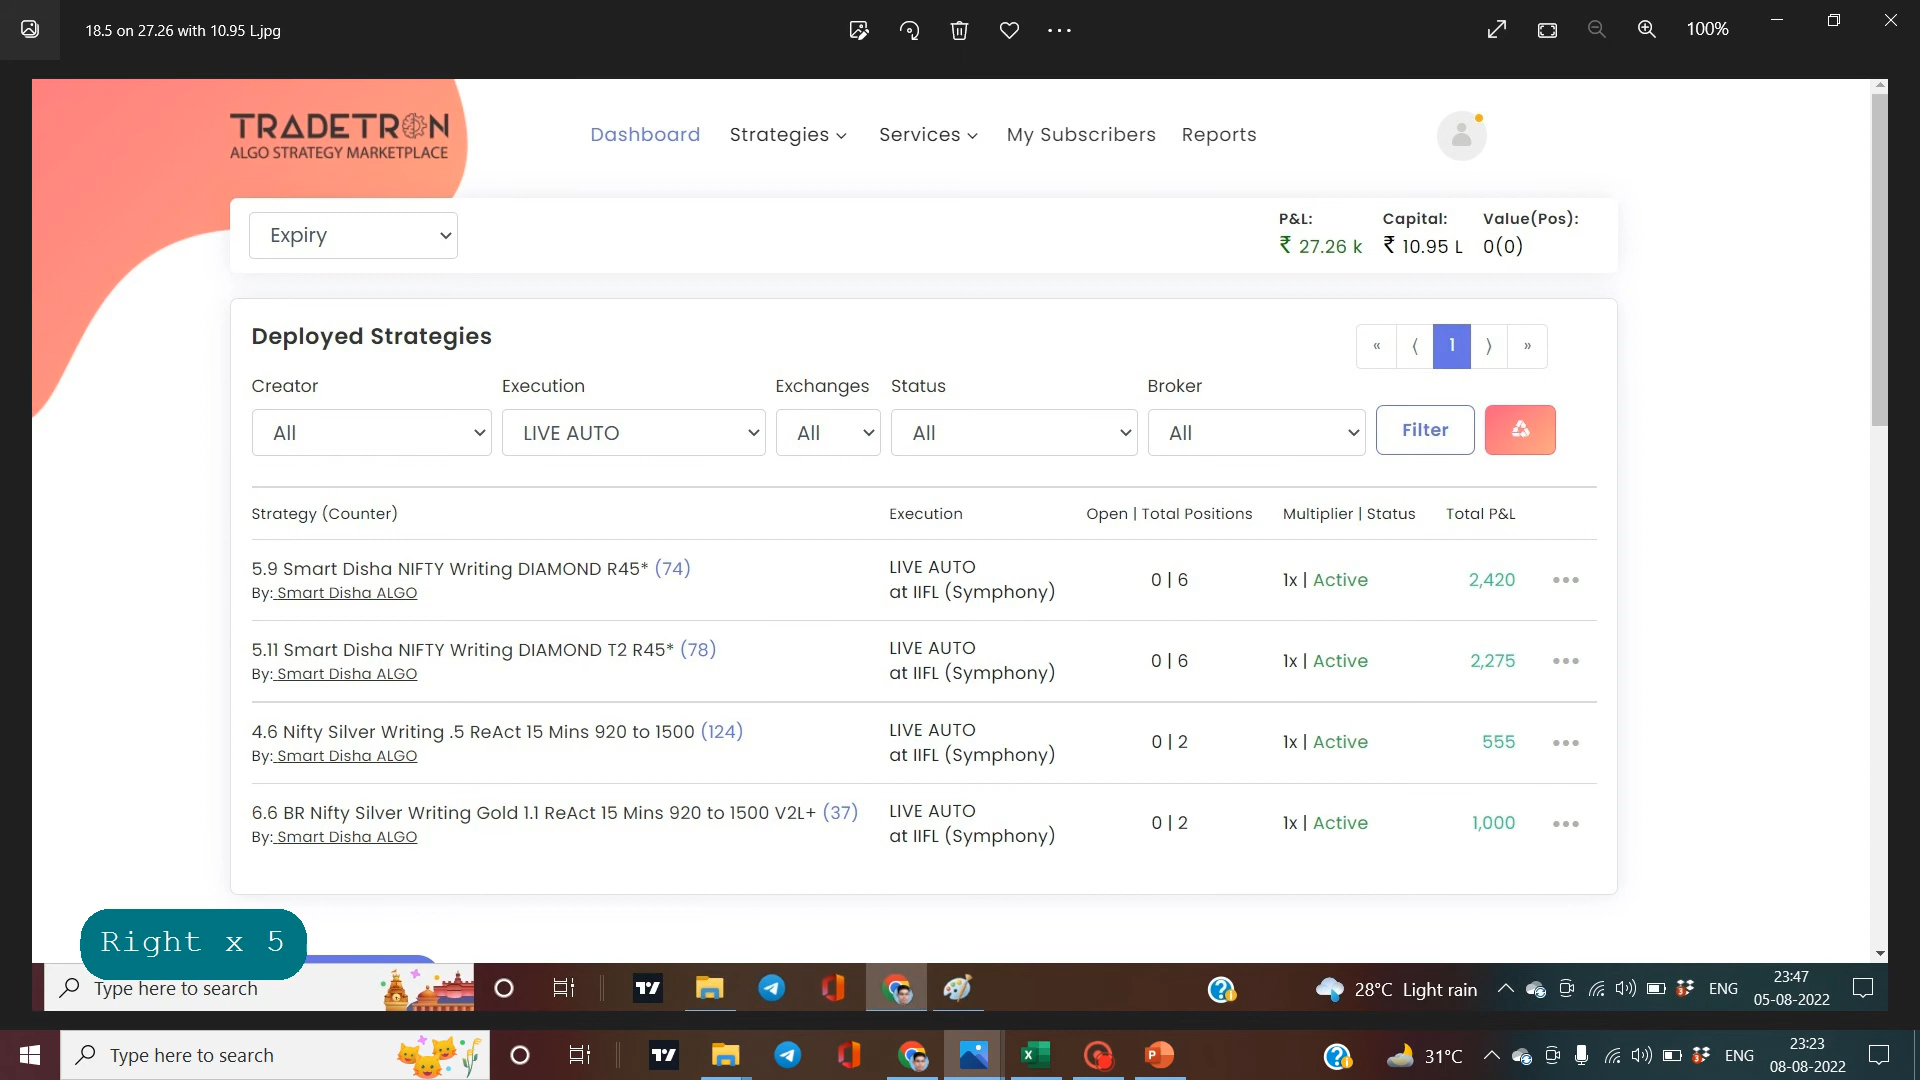 18.5 on 27.26 with 10.95 L.jpg
100%
TRADETRON
ALGO STRATEGY MARKETPLACE
Dashboard Strategies Services My Subscribers Reports
Expiry
P&L: Capital: Value(Pos):
₹ 27.26 k ₹ 10.95 L 0(0)
Deployed Strategies
« ⟨ 1 ⟩ »
Creator Execution Exchanges Status Broker
All LIVE AUTO All All All Filter
Strategy (Counter) Execution Open | Total Positions Multiplier | Status Total P&L
5.9 Smart Disha NIFTY Writing DIAMOND R45* (74) LIVE AUTO 0 | 6 1x | Active 2,420
By: Smart Disha ALGO at IIFL (Symphony)
5.11 Smart Disha NIFTY Writing DIAMOND T2 R45* (78) LIVE AUTO 0 | 6 1x | Active 2,275
By: Smart Disha ALGO at IIFL (Symphony)
4.6 Nifty Silver Writing .5 ReAct 15 Mins 920 to 1500 (124) LIVE AUTO 0 | 2 1x | Active 555
By: Smart Disha ALGO at IIFL (Symphony)
6.6 BR Nifty Silver Writing Gold 1.1 ReAct 15 Mins 920 to 1500 V2L+ (37) LIVE AUTO 0 | 2 1x | Active 1,000
By: Smart Disha ALGO at IIFL (Symphony)
Right x 5
Type here to search 28°C Light rain ENG 23:47
05-08-2022
Type here to search 31°C ENG 23:23
08-08-2022